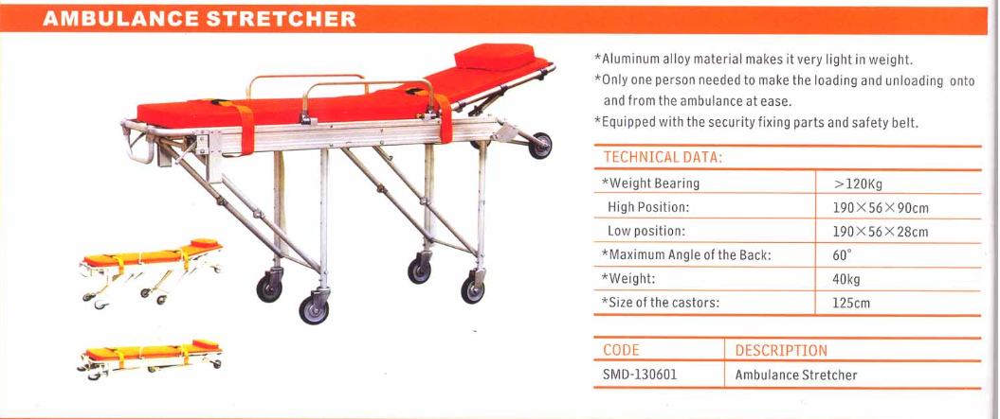 AMBULANCE STRETCHER
*Aluminum alloy material makes it very light in weight.
*Only one person needed to make the loading and unloading onto
and from the ambulance at ease.
*Equipped with the security fixing parts and safety belt.
TECHNICAL DATA:
*Weight Bearing >120Kg
High Position: 190×56×90cm
Low position: 190×56×28cm
*Maximum Angle of the Back: 60°
*Weight: 40kg
*Size of the castors: 125cm
CODE DESCRIPTION
SMD-130601 Ambulance Stretcher